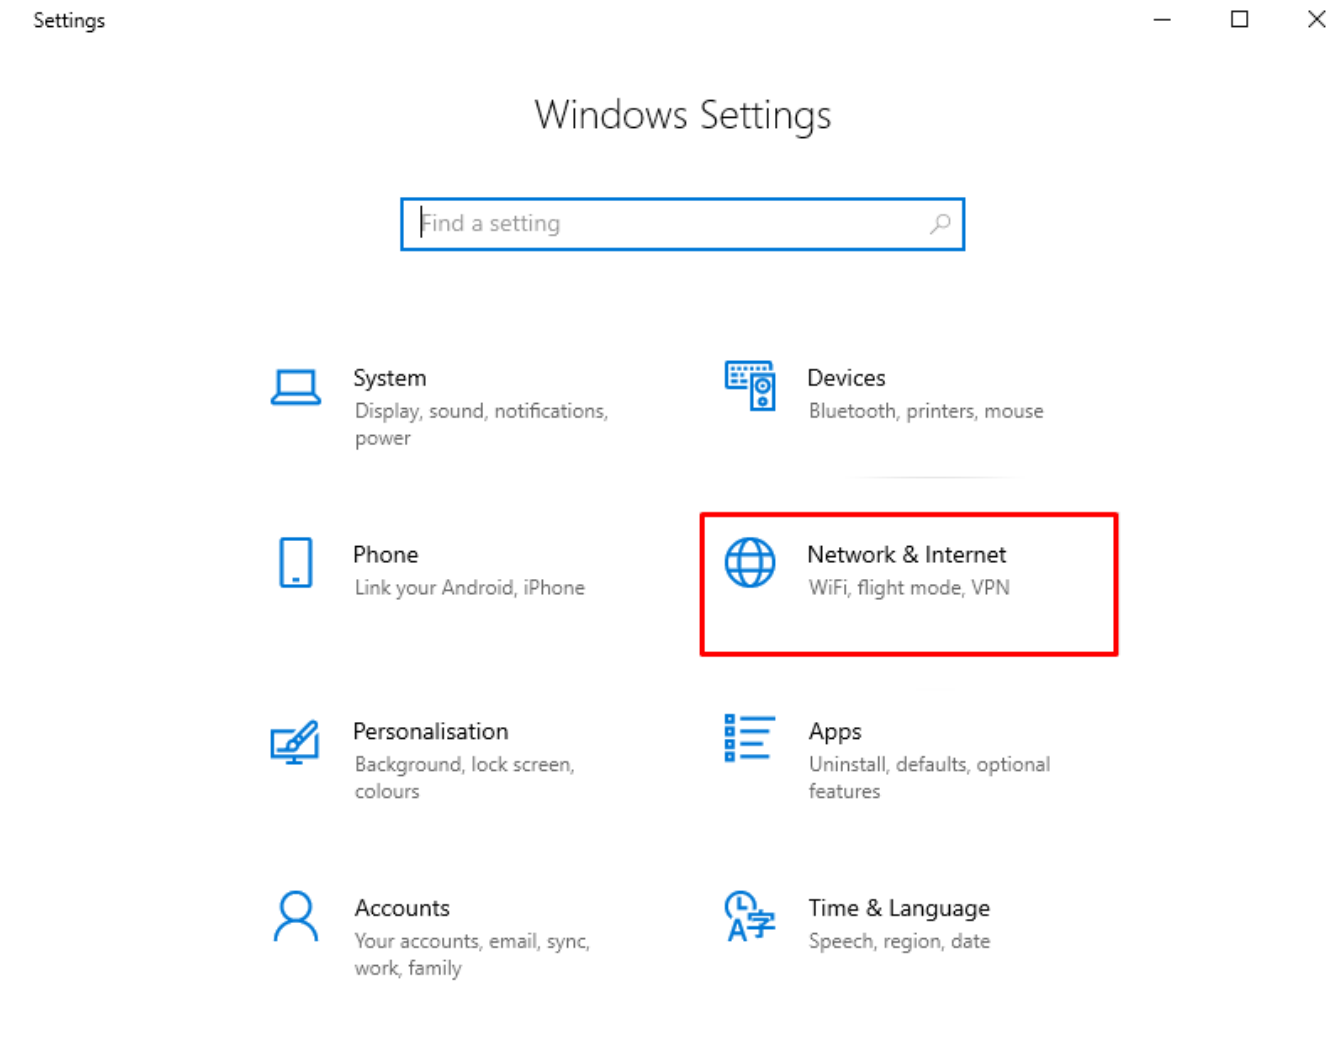 Settings
Windows Settings
Find a setting
System
Display, sound, notifications,
power
Devices
Bluetooth, printers, mouse
Phone
Link your Android, iPhone
Network & Internet
WiFi, flight mode, VPN
Personalisation
Background, lock screen,
colours
Apps
Uninstall, defaults, optional
features
Accounts
Your accounts, email, sync,
work, family
Time & Language
Speech, region, date